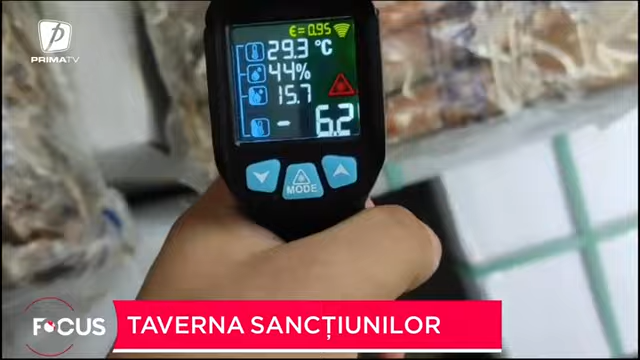 PRIMATV
ε=0.95
29.3 °C
44%
15.7
- 6.2
MODE
FOCUS
TAVERNA SANCȚIUNILOR